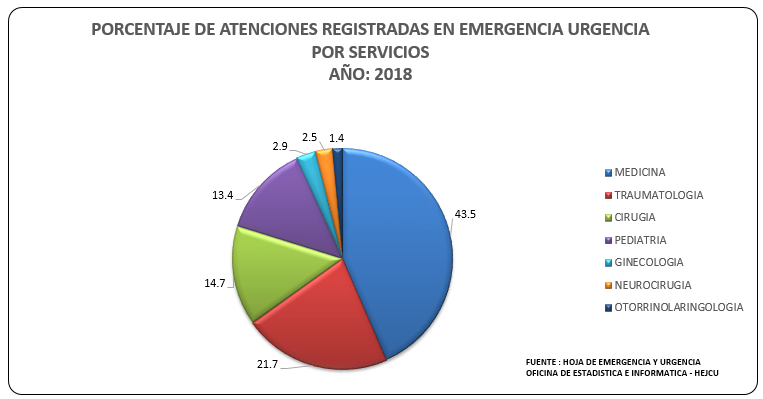 PORCENTAJE DE ATENCIONES REGISTRADAS EN EMERGENCIA URGENCIA
POR SERVICIOS
AÑO: 2018
2.5
1.4
2.9
13.4
43.5
14.7
21.7
MEDICINA
TRAUMATOLOGIA
CIRUGIA
PEDIATRIA
GINECOLOGIA
NEUROCIRUGIA
OTORRINOLARINGOLOGIA
FUENTE : HOJA DE EMERGENCIA Y URGENCIA
OFICINA DE ESTADISTICA E INFORMATICA - HEJCU